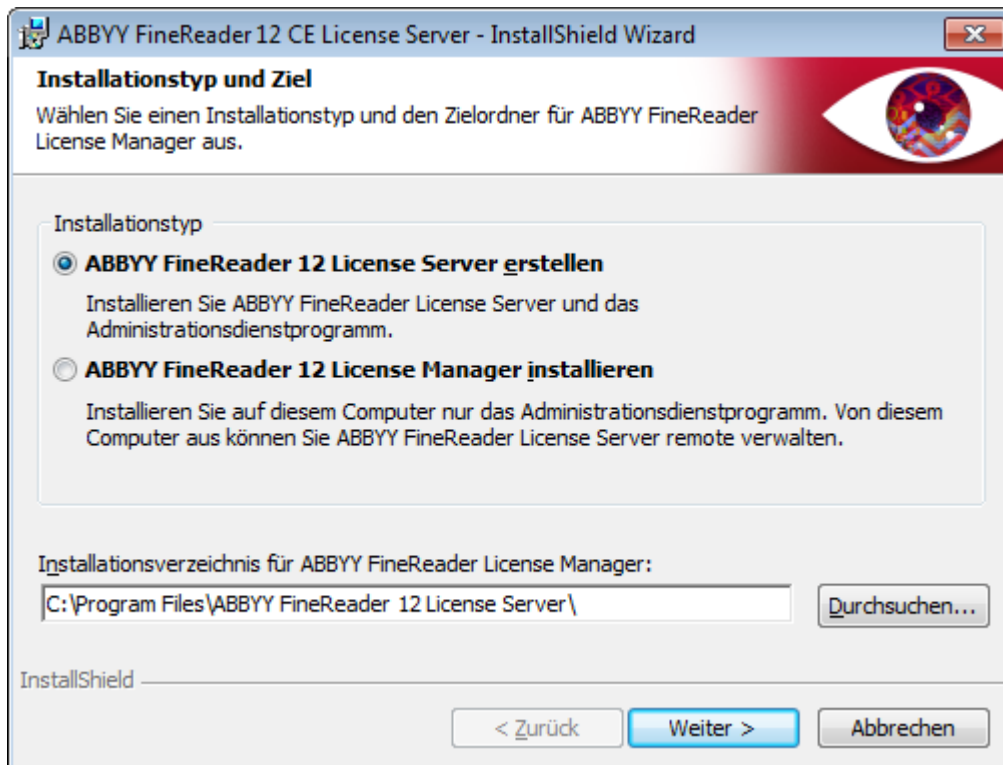 ABBYY FineReader 12 CE License Server - InstallShield Wizard
Installationstyp und Ziel
Wählen Sie einen Installationstyp und den Zielordner für ABBYY FineReader
License Manager aus.
Installationstyp
ABBYY FineReader 12 License Server erstellen
Installieren Sie ABBYY FineReader License Server und das
Administrationsdienstprogramm.
ABBYY FineReader 12 License Manager installieren
Installieren Sie auf diesem Computer nur das Administrationsdienstprogramm. Von diesem
Computer aus können Sie ABBYY FineReader License Server remote verwalten.
Installationsverzeichnis für ABBYY FineReader License Manager:
C:\Program Files\ABBYY FineReader 12 License Server\
Durchsuchen...
InstallShield
< Zurück
Weiter >
Abbrechen